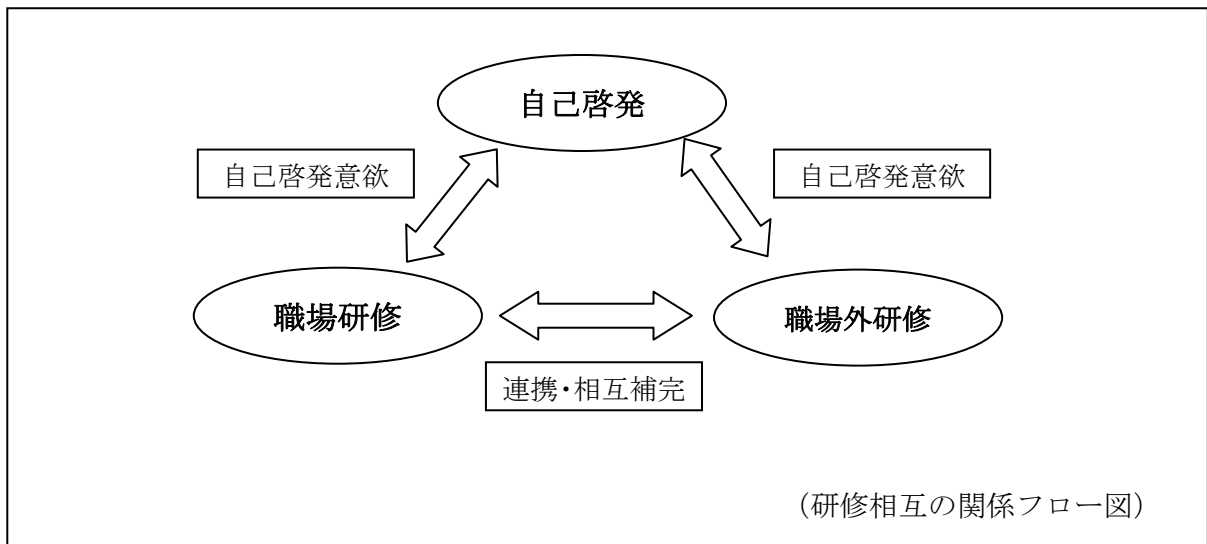 自己啓発
自己啓発意欲
自己啓発意欲
職場研修
職場外研修
連携・相互補完
(研修相互の関係フロー図)